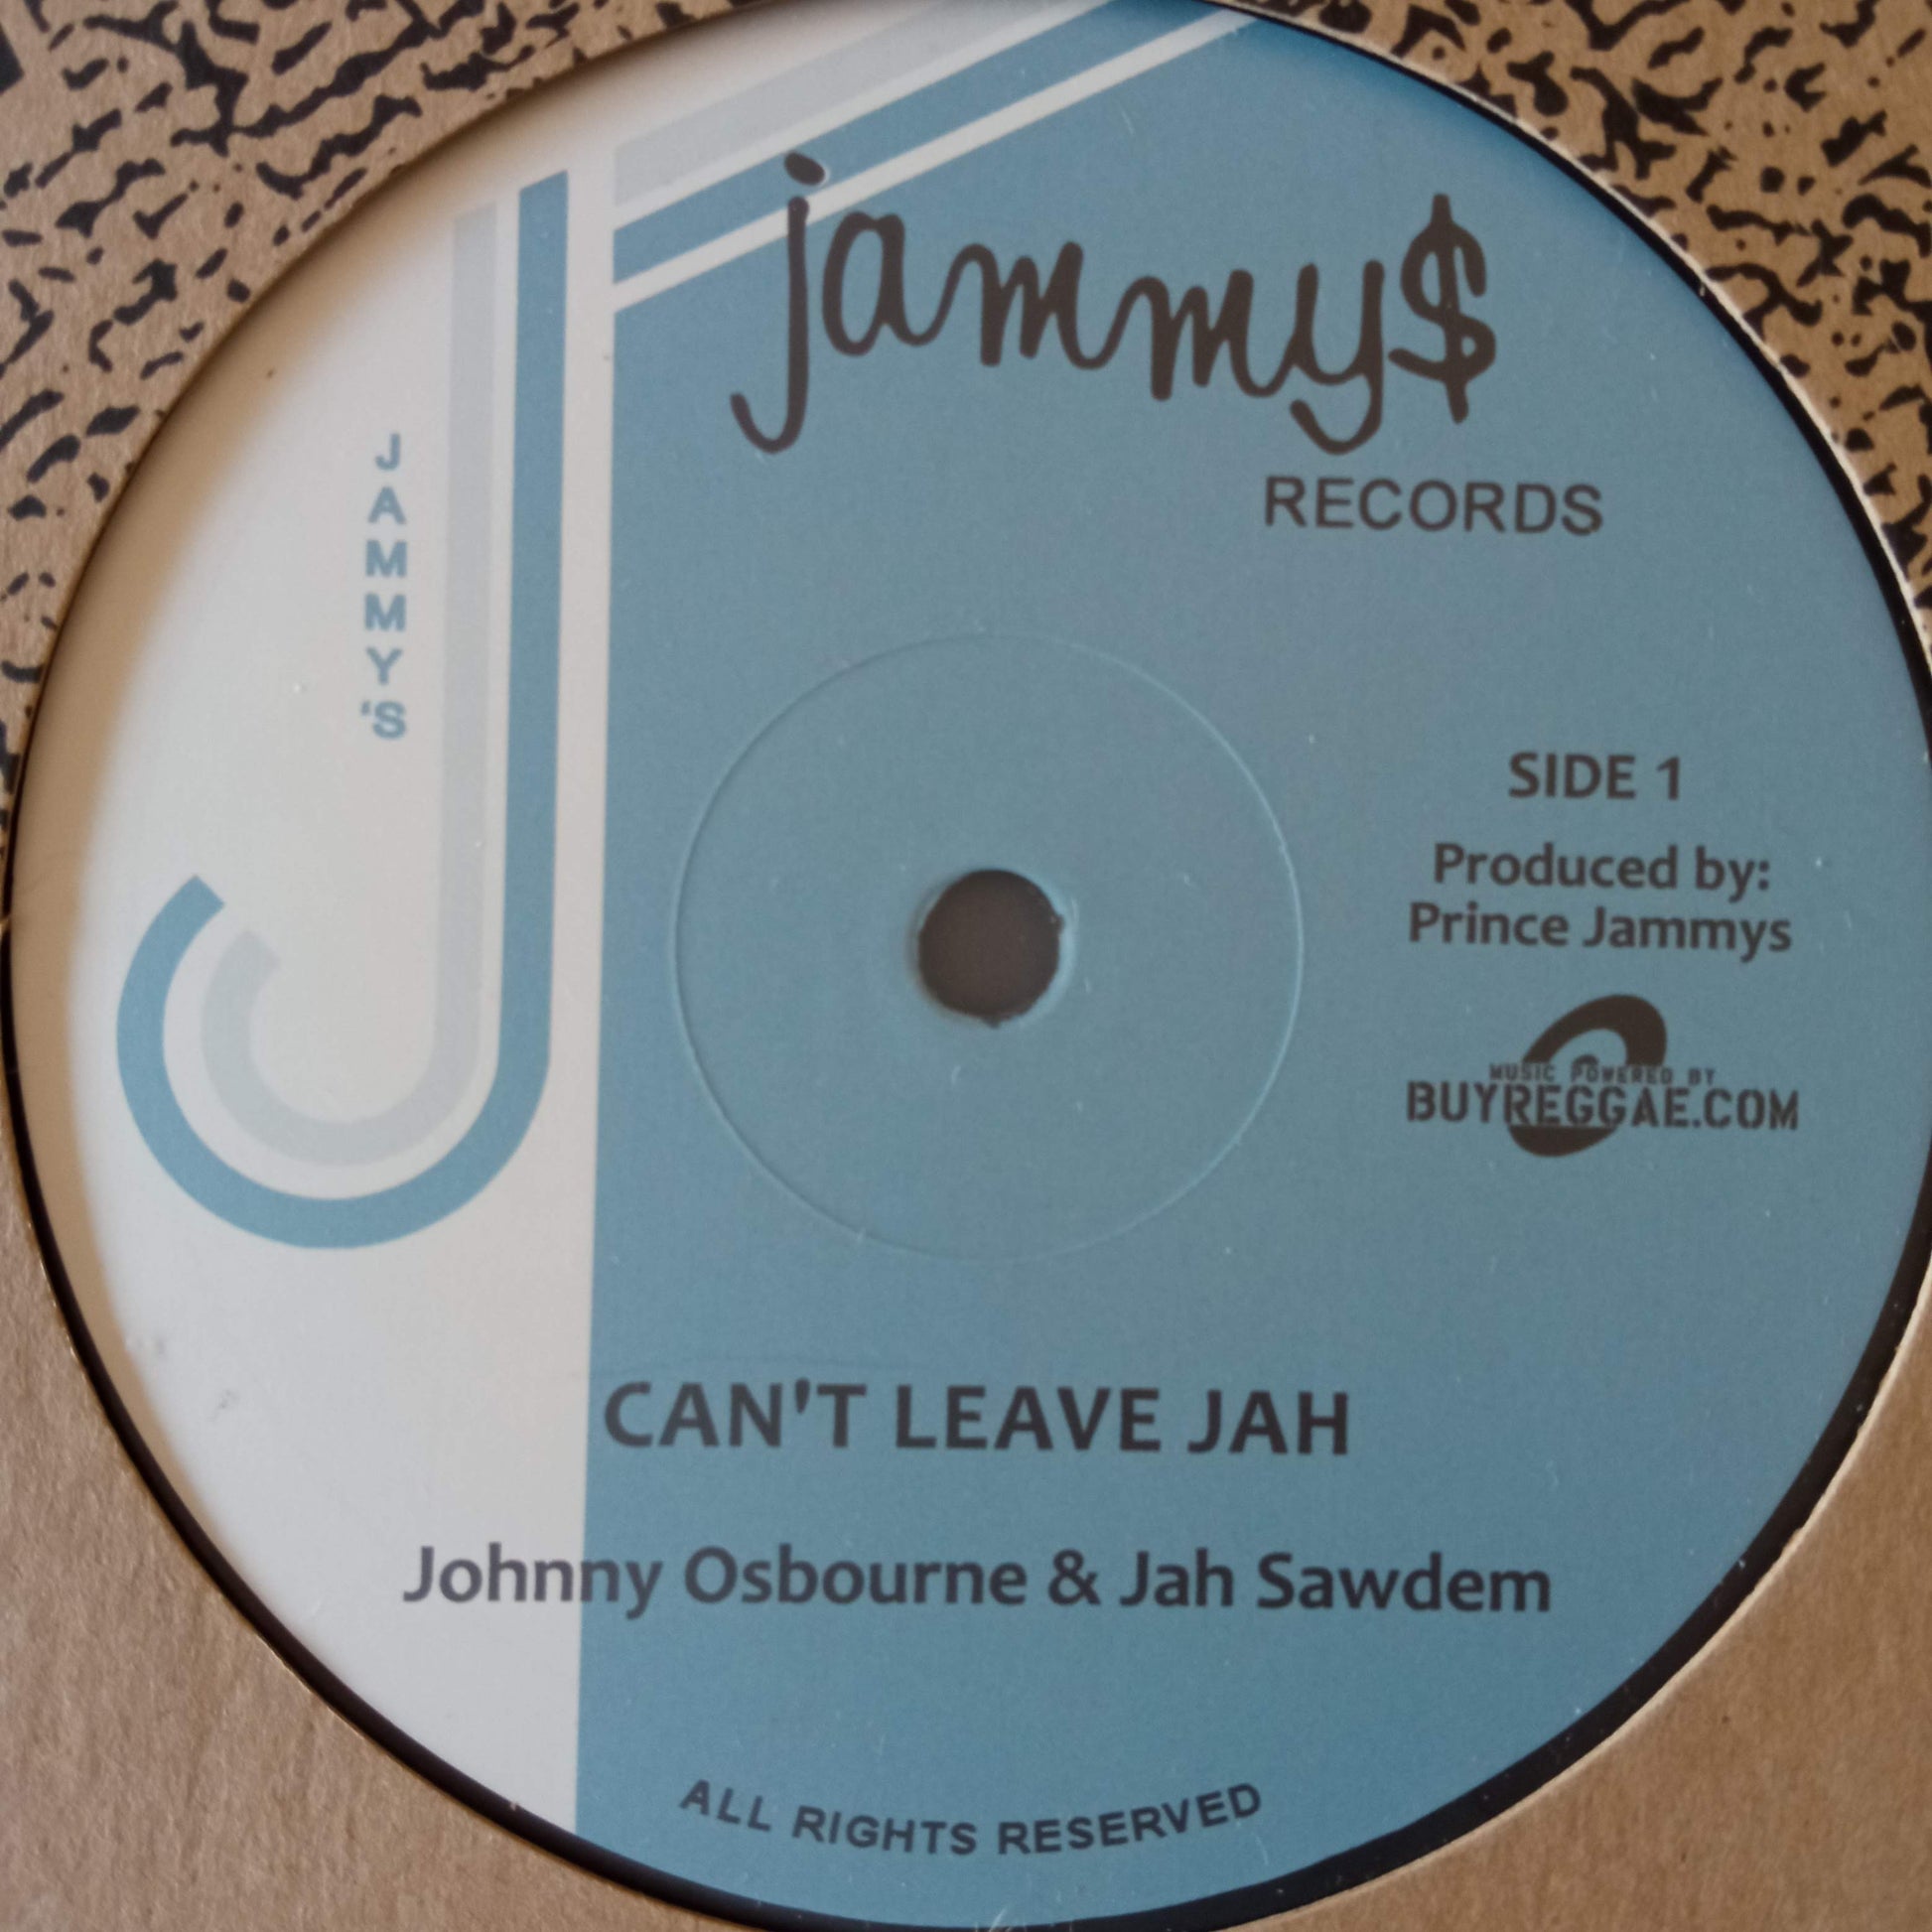 jammy$
RECORDS
J
A
M
M
Y
'S
SIDE 1
Produced by:
Prince Jammys
MUSIC POWERED BY
BUYREGGAE.COM
CAN'T LEAVE JAH
Johnny Osbourne & Jah Sawdem
ALL RIGHTS RESERVED